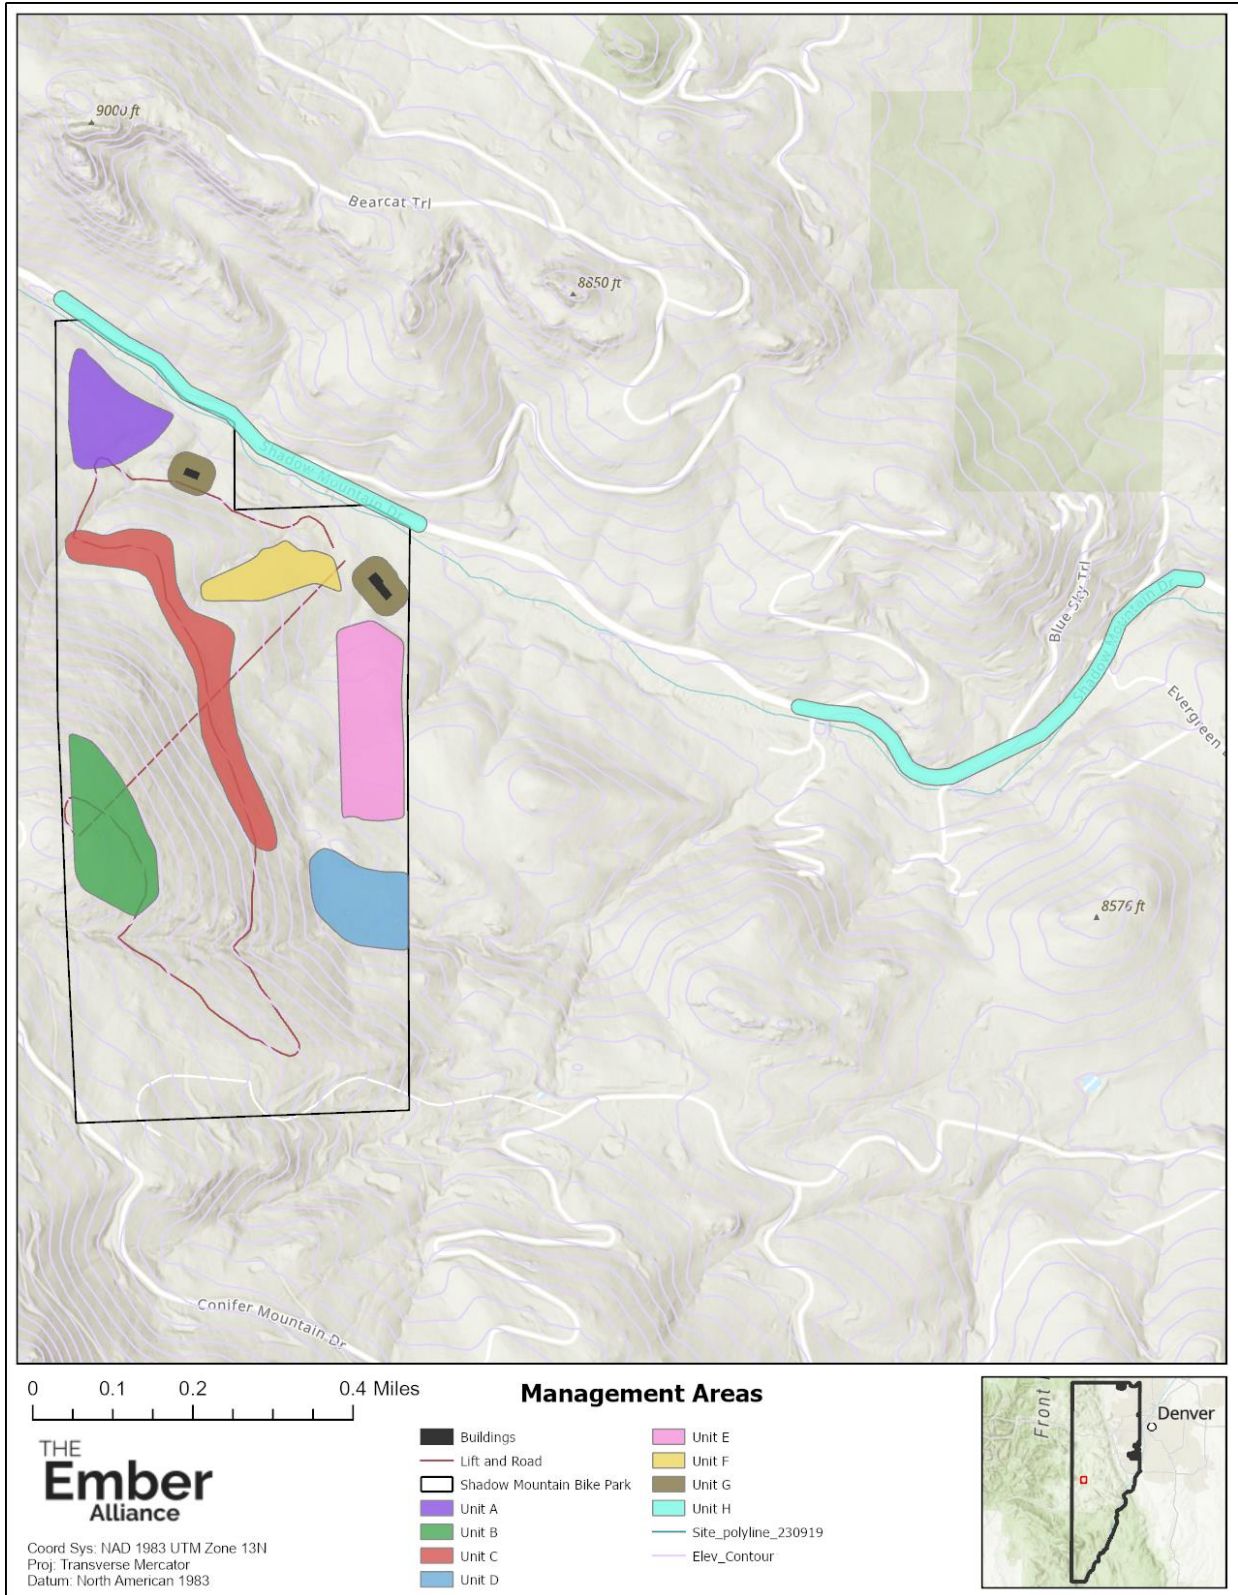 9000 ft
Bearcat Trl
8850 ft
Shadow Mountain Dr
Blue Sky Trl
Shadow Mountain Dr
Evergreen
8576 ft
Conifer Mountain Dr
0 0.1 0.2 0.4 Miles
THE
Ember
Alliance
Coord Sys: NAD 1983 UTM Zone 13N
Proj: Transverse Mercator
Datum: North American 1983
Management Areas
Buildings
Lift and Road
Shadow Mountain Bike Park
Unit A
Unit B
Unit C
Unit D
Unit E
Unit F
Unit G
Unit H
Site_polyline_230919
Elev_Contour
Front
Denver